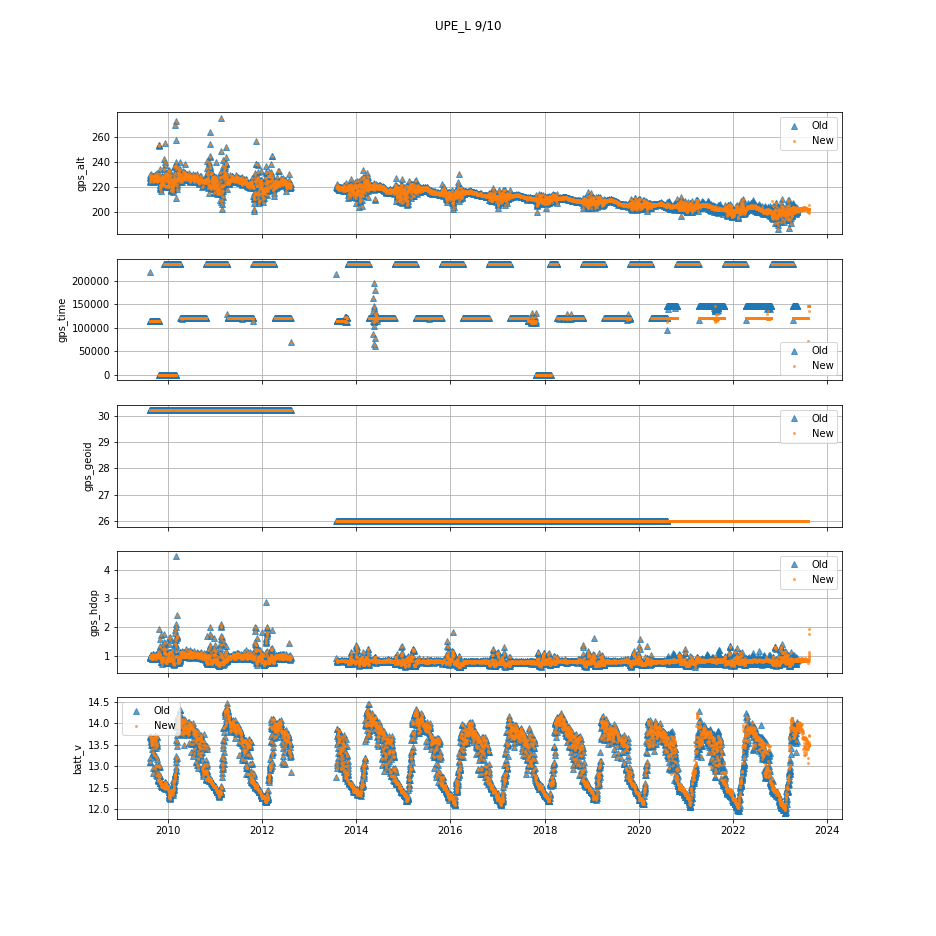 UPE_L 9/10
260
240
220
200
gps_alt
Old
New
200000
150000
100000
50000
0
gps_time
Old
New
30
29
28
27
26
gps_geoid
Old
New
4
3
2
1
gps_hdop
Old
New
14.5
14.0
13.5
13.0
12.5
12.0
batt_v
Old
New
2010 2012 2014 2016 2018 2020 2022 2024